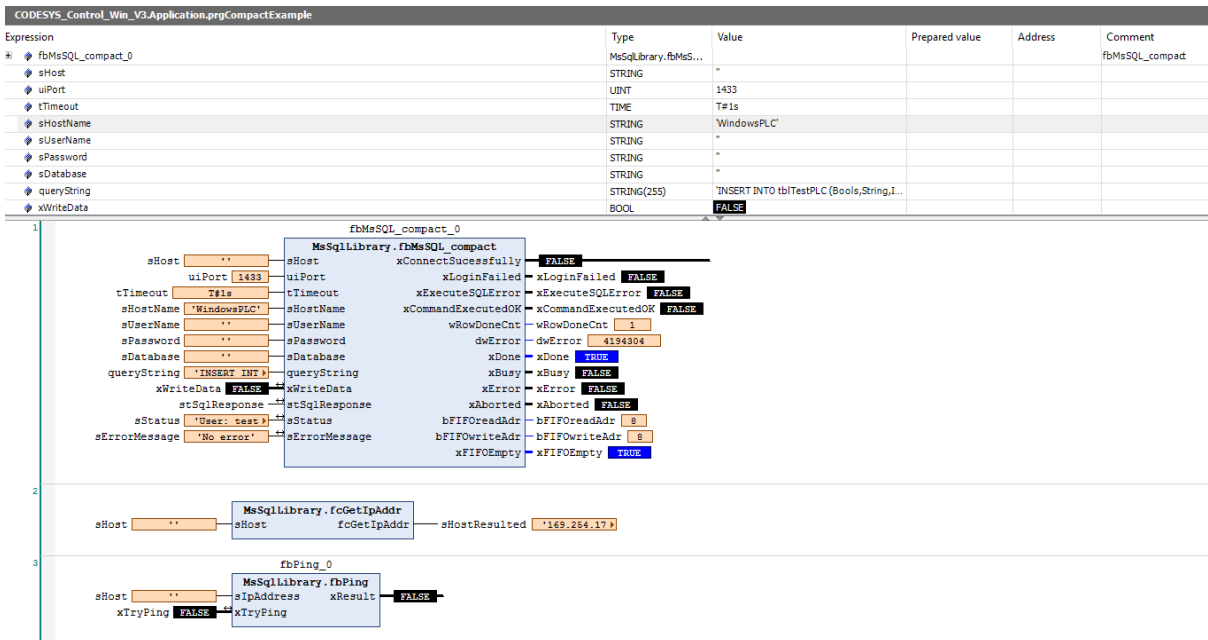 CODESYS_Control_Win_V3.Application.prgCompactExample
Expression Type Value Prepared value Address Comment
fbMsSQL_compact_0 MsSqlLibrary.fbMsS... fbMsSQL_compact
sHost STRING ''
uiPort UINT 1433
tTimeout TIME T#1s
sHostName STRING 'WindowsPLC'
sUserName STRING ''
sPassword STRING ''
sDatabase STRING ''
queryString STRING(255) 'INSERT INTO tblTestPLC (Bools,String,I...
xWriteData BOOL FALSE
1
fbMsSQL_compact_0
MsSqlLibrary.fbMsSQL_compact
sHost '' sHost xConnectSucessfully FALSE
uiPort 1433 uiPort xLoginFailed xLoginFailed FALSE
tTimeout T#1s tTimeout xExecuteSQLError xExecuteSQLError FALSE
sHostName 'WindowsPLC' sHostName xCommandExecutedOK xCommandExecutedOK FALSE
sUserName '' sUserName wRowDoneCnt wRowDoneCnt 1
sPassword '' sPassword dwError dwError 4194304
sDatabase '' sDatabase xDone xDone TRUE
queryString 'INSERT INT queryString xBusy xBusy FALSE
xWriteData FALSE xWriteData xError xError FALSE
stSqlResponse stSqlResponse xAborted xAborted FALSE
sStatus 'User: test sStatus bFIFOreadAdr bFIFOreadAdr 8
sErrorMessage 'No error' sErrorMessage bFIFOwriteAdr bFIFOwriteAdr 8
xFIFOEmpty xFIFOEmpty TRUE
2
MsSqlLibrary.fcGetIpAddr
sHost '' sHost fcGetIpAddr sHostResulted '169.254.17
3
fbPing_0
MsSqlLibrary.fbPing
sHost '' sIpAddress xResult FALSE
xTryPing FALSE xTryPing